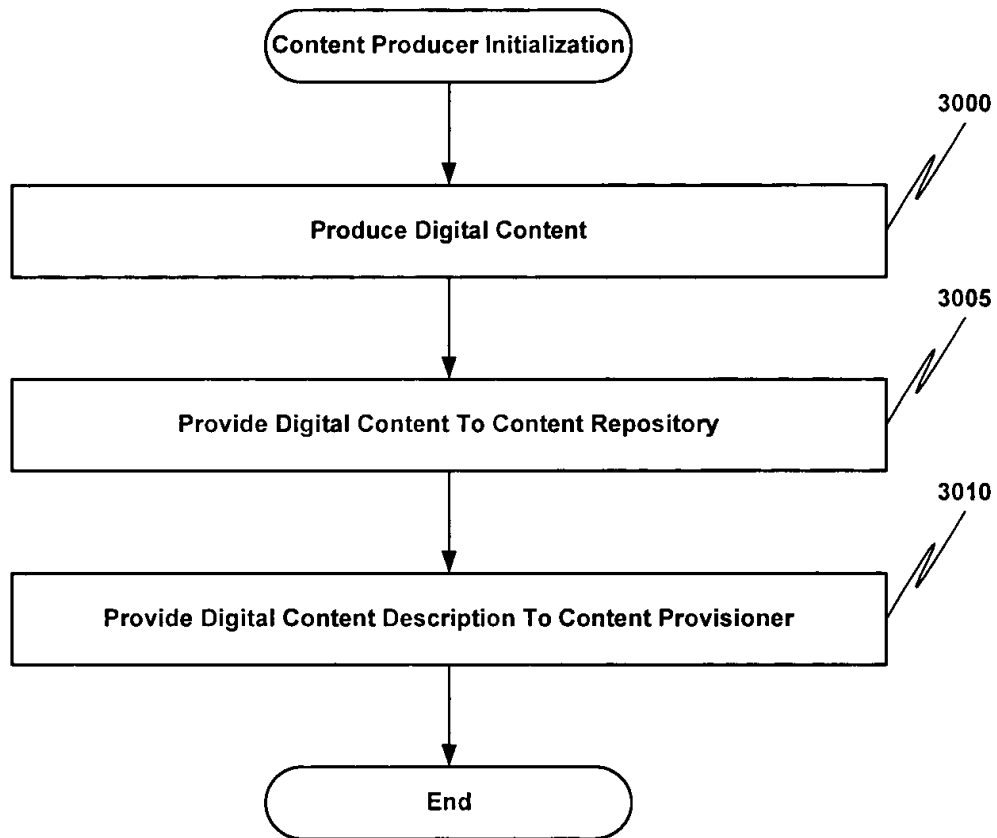 Content Producer Initialization
3000
Produce Digital Content
3005
Provide Digital Content To Content Repository
3010
Provide Digital Content Description To Content Provisioner
End